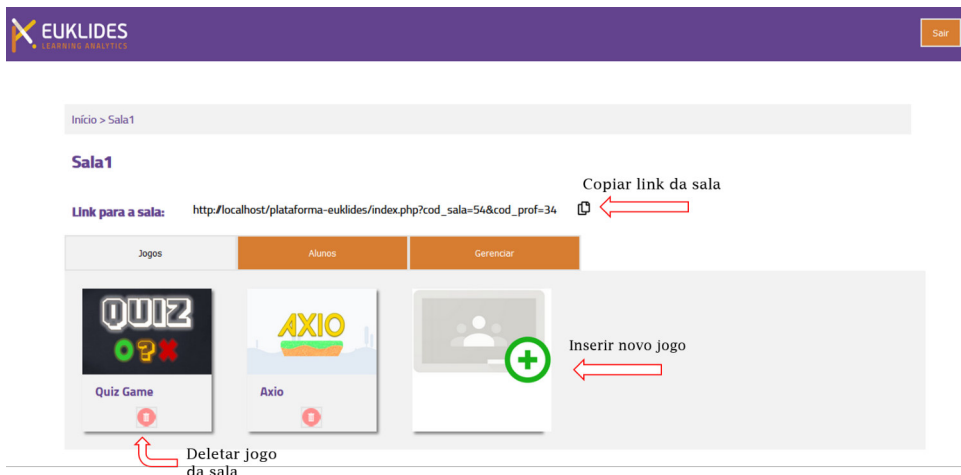 EUKLIDES
LEARNING ANALYTICS
Sair
Início > Sala1
Sala1
Copiar link da sala
Link para a sala: http://localhost/plataforma-euklides/index.php?cod_sala=54&cod_prof=34
Jogos Alunos Gerenciar
QUIZ
AXIO
Inserir novo jogo
Quiz Game Axio
Deletar jogo
da sala